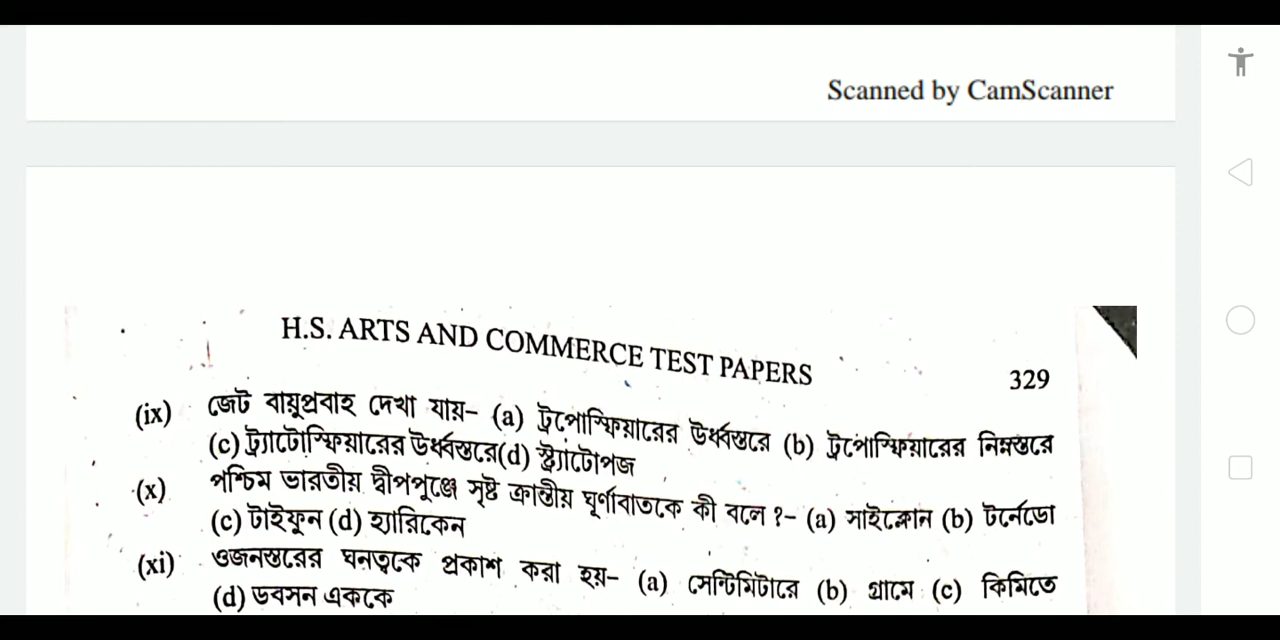 Scanned by CamScanner
H.S. ARTS AND COMMERCE TEST PAPERS
329
(ix) জেট বায়ুপ্রবাহ দেখা যায়– (a) ট্রপোস্ফিয়ারের উর্ধ্বস্তরে (b) ট্রপোস্ফিয়ারের নিম্নস্তরে
(c) ট্র্যাটোস্ফিয়ারের উর্ধ্বস্তরে(d) স্ট্র্যাটোপজ
(x) পশ্চিম ভারতীয় দ্বীপপুঞ্জে সৃষ্ট ক্রান্তীয় ঘূর্ণাবাতকে কী বলে ?– (a) সাইক্লোন (b) টর্নেডো
(c) টাইফুন (d) হ্যারিকেন
(xi) ওজনস্তরের ঘনত্বকে প্রকাশ করা হয়– (a) সেন্টিমিটারে (b) গ্রামে (c) কিমিতে
(d) ডবসন এককে